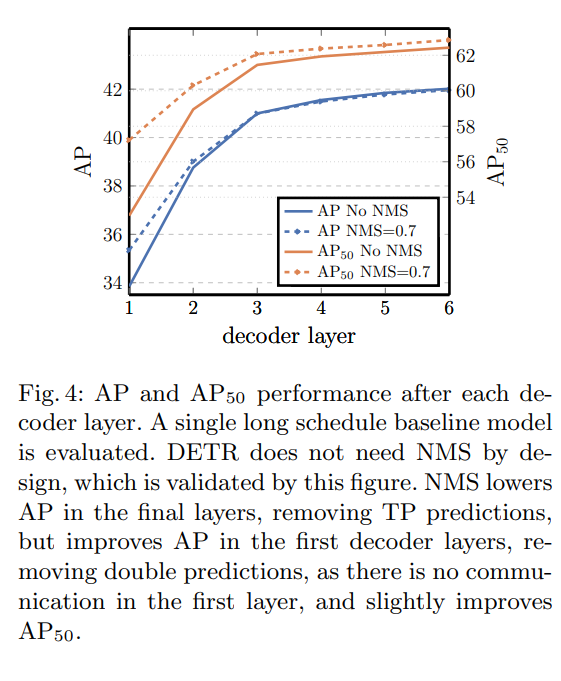 AP
42
40
38
36
34
62
60
58
56
54
AP50
AP No NMS
AP NMS=0.7
AP50 No NMS
AP50 NMS=0.7
1 2 3 4 5 6
decoder layer
Fig. 4: AP and AP50 performance after each de-
coder layer. A single long schedule baseline model
is evaluated. DETR does not need NMS by de-
sign, which is validated by this figure. NMS lowers
AP in the final layers, removing TP predictions,
but improves AP in the first decoder layers, re-
moving double predictions, as there is no commu-
nication in the first layer, and slightly improves
AP50.